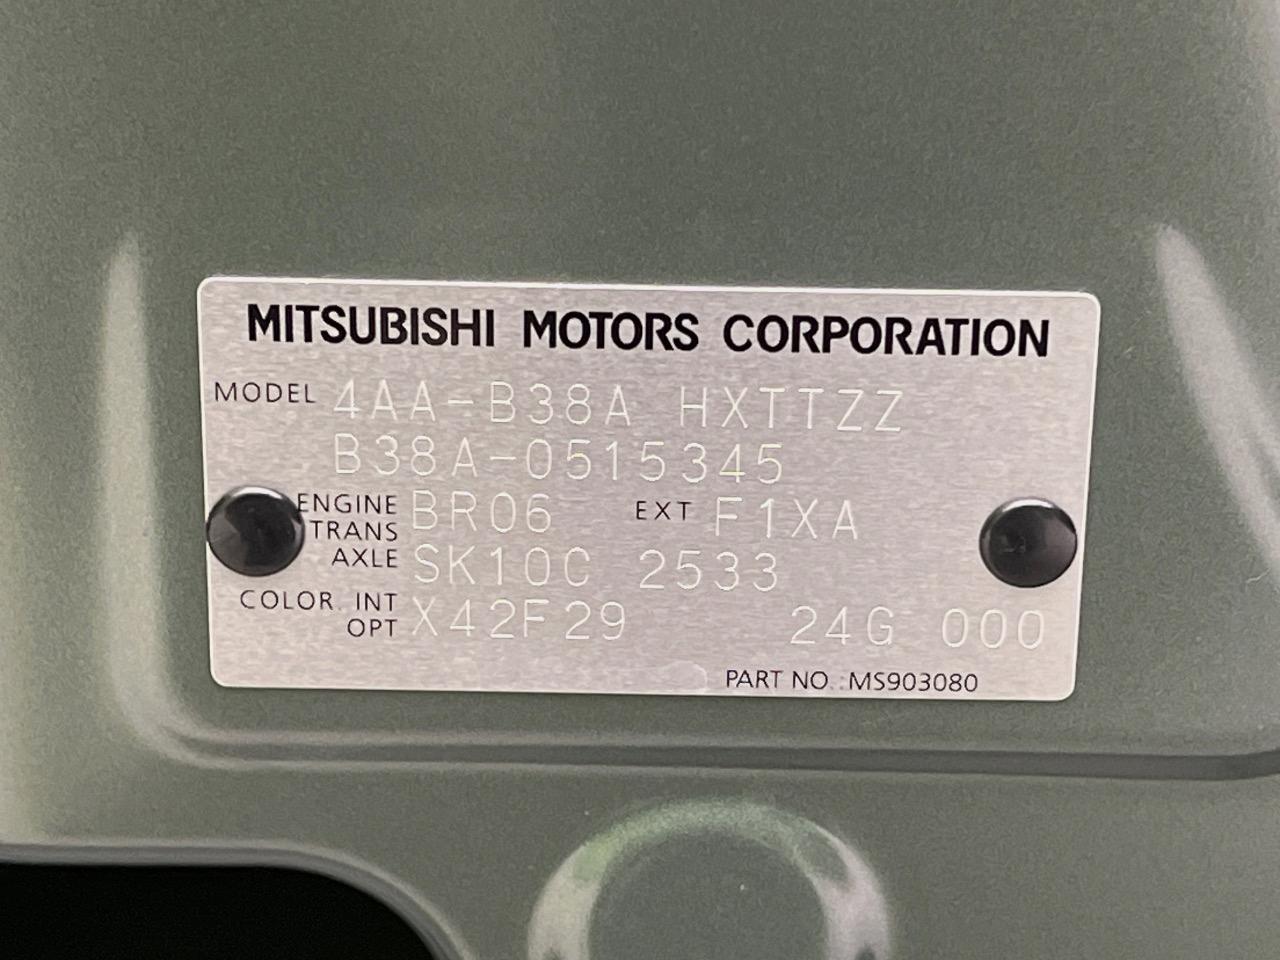 MITSUBISHI MOTORS CORPORATION
MODEL 4AA-B38A HXTTZZ
B38A-0515345
ENGINE BR06 EXT F1XA
TRANS
AXLE SK10C 2533
COLOR. INT X42F29 24G 000
OPT
PART NO.:MS903080